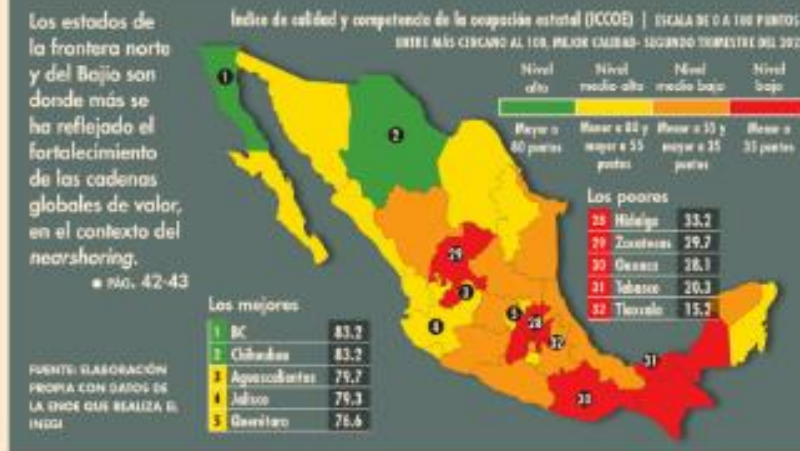 Los estados de
la frontera norte
y del Bajío son
donde más se
ha reflejado el
fortalecimiento
de las cadenas
globales de valor,
en el contexto del
nearshoring.
● PÁG. 42-43
FUENTE: ELABORACIÓN
PROPIA CON DATOS DE
LA ENOE QUE REALIZA EL
INEGI
Índice de calidad y competencia de la ocupación estatal (ICCOE) | ESCALA DE 0 A 100 PUNTOS
ENTRE MÁS CERCANO AL 100, MEJOR CALIDAD- SEGUNDO TRIMESTRE DEL 202
Nivel alto
Nivel medio alto
Nivel medio bajo
Nivel bajo
Mayor a 80 puntos
Menor a 80 y mayor a 55 puntos
Menor a 55 y mayor a 35 puntos
Menor a 35 puntos
Los peores
28 Hidalgo 33.2
29 Zacatecas 29.7
30 Oaxaca 28.1
31 Tabasco 20.3
32 Tlaxcala 15.2
Los mejores
1 BC 83.2
2 Chihuahua 83.2
3 Aguascalientes 79.7
4 Jalisco 79.3
5 Querétaro 76.6
1
2
29
3
4
5
28
32
31
30